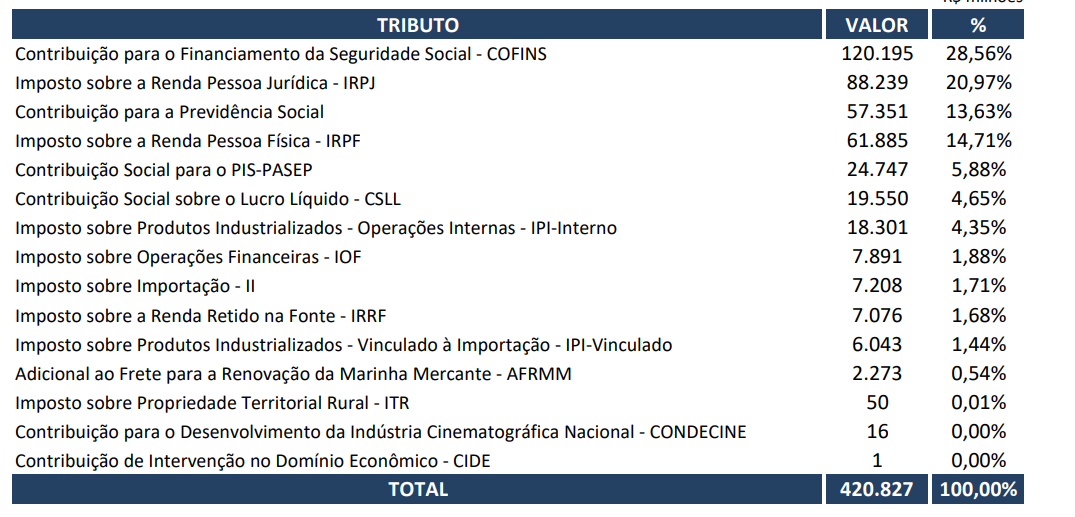 R$ milhões
TRIBUTO VALOR %
Contribuição para o Financiamento da Seguridade Social - COFINS 120.195 28,56%
Imposto sobre a Renda Pessoa Jurídica - IRPJ 88.239 20,97%
Contribuição para a Previdência Social 57.351 13,63%
Imposto sobre a Renda Pessoa Física - IRPF 61.885 14,71%
Contribuição Social para o PIS-PASEP 24.747 5,88%
Contribuição Social sobre o Lucro Líquido - CSLL 19.550 4,65%
Imposto sobre Produtos Industrializados - Operações Internas - IPI-Interno 18.301 4,35%
Imposto sobre Operações Financeiras - IOF 7.891 1,88%
Imposto sobre Importação - II 7.208 1,71%
Imposto sobre a Renda Retido na Fonte - IRRF 7.076 1,68%
Imposto sobre Produtos Industrializados - Vinculado à Importação - IPI-Vinculado 6.043 1,44%
Adicional ao Frete para a Renovação da Marinha Mercante - AFRMM 2.273 0,54%
Imposto sobre Propriedade Territorial Rural - ITR 50 0,01%
Contribuição para o Desenvolvimento da Indústria Cinematográfica Nacional - CONDECINE 16 0,00%
Contribuição de Intervenção no Domínio Econômico - CIDE 1 0,00%
TOTAL 420.827 100,00%